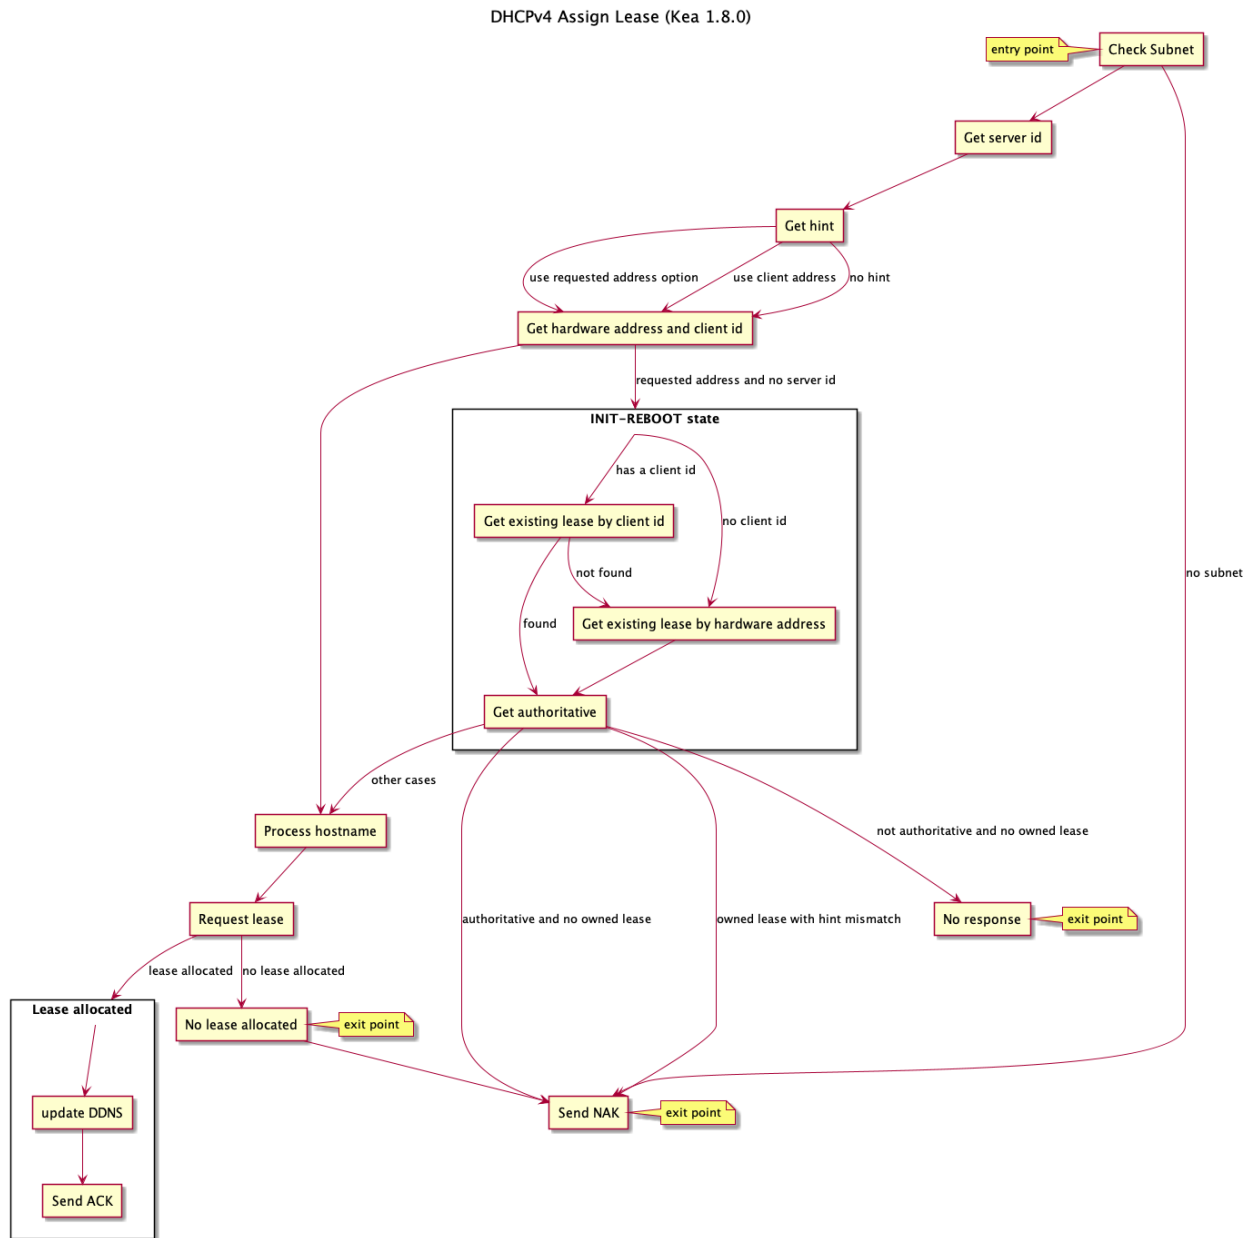 DHCPv4 Assign Lease (Kea 1.8.0)
entry point
Check Subnet
Get server id
Get hint
use requested address option
use client address
no hint
Get hardware address and client id
requested address and no server id
INIT-REBOOT state
has a client id
Get existing lease by client id
no client id
not found
no subnet
found
Get existing lease by hardware address
Get authoritative
other cases
Process hostname
not authoritative and no owned lease
Request lease
authoritative and no owned lease
owned lease with hint mismatch
No response
exit point
lease allocated
no lease allocated
Lease allocated
No lease allocated
exit point
update DDNS
Send NAK
exit point
Send ACK